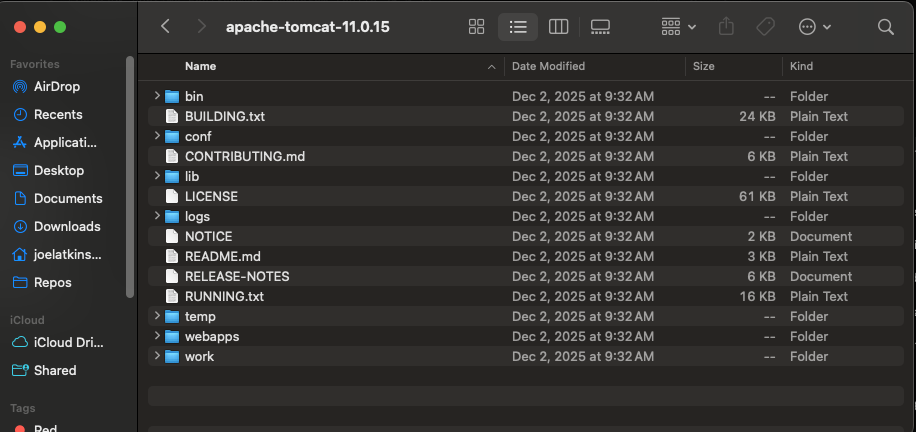 apache-tomcat-11.0.15
Favorites
AirDrop
Recents
Applicati...
Desktop
Documents
Downloads
joelatkins...
Repos
iCloud
iCloud Dri...
Shared
Tags
Red
Name Date Modified Size Kind
bin Dec 2, 2025 at 9:32 AM -- Folder
BUILDING.txt Dec 2, 2025 at 9:32 AM 24 KB Plain Text
conf Dec 2, 2025 at 9:32 AM -- Folder
CONTRIBUTING.md Dec 2, 2025 at 9:32 AM 6 KB Plain Text
lib Dec 2, 2025 at 9:32 AM -- Folder
LICENSE Dec 2, 2025 at 9:32 AM 61 KB Plain Text
logs Dec 2, 2025 at 9:32 AM -- Folder
NOTICE Dec 2, 2025 at 9:32 AM 2 KB Document
README.md Dec 2, 2025 at 9:32 AM 3 KB Plain Text
RELEASE-NOTES Dec 2, 2025 at 9:32 AM 6 KB Document
RUNNING.txt Dec 2, 2025 at 9:32 AM 16 KB Plain Text
temp Dec 2, 2025 at 9:32 AM -- Folder
webapps Dec 2, 2025 at 9:32 AM -- Folder
work Dec 2, 2025 at 9:32 AM -- Folder